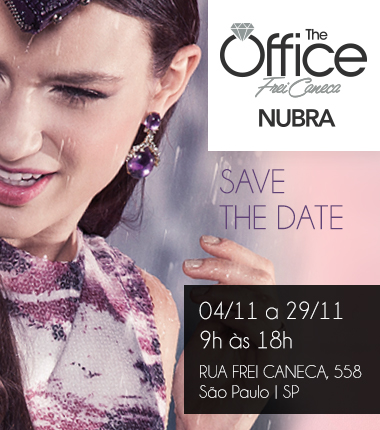 The
Office
Frei Caneca
NUBRA
SAVE
THE DATE
04/11 a 29/11
9h às 18h
RUA FREI CANECA, 558
São Paulo | SP